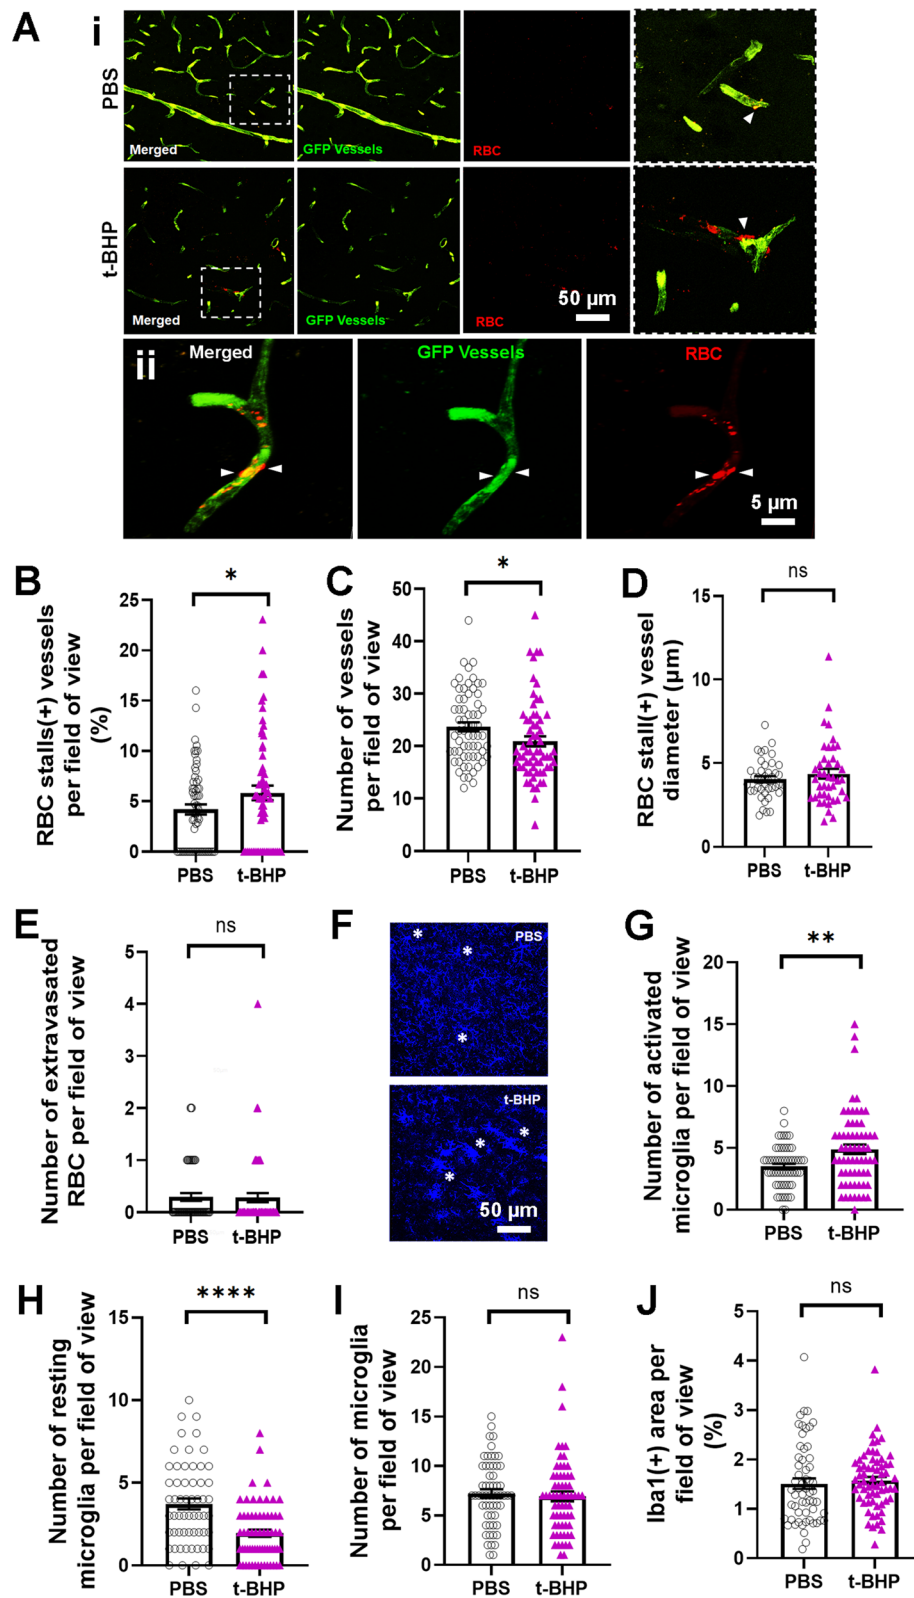 A
i
PBS
Merged
GFP Vessels
RBC
t-BHP
Merged
GFP Vessels
RBC
50 µm
ii
Merged
GFP Vessels
RBC
5 µm
B
RBC stalls(+) vessels
per field of view
(%)
25
20
15
10
5
0
*
PBS
t-BHP
C
Number of vessels
per field of view
50
40
30
20
10
0
*
PBS
t-BHP
D
RBC stall(+) vessel
diameter (µm)
15
10
5
0
ns
PBS
t-BHP
E
Number of extravasated
RBC per field of view
5
4
3
2
1
0
ns
PBS
t-BHP
F
PBS
* * *
t-BHP
* * *
50 µm
G
Number of activated
microglia per field of view
20
15
10
5
0
**
PBS
t-BHP
H
Number of resting
microglia per field of view
15
10
5
0
****
PBS
t-BHP
I
Number of microglia
per field of view
25
20
15
10
5
0
ns
PBS
t-BHP
J
Iba1(+) area per
field of view
(%)
5
4
3
2
1
0
ns
PBS
t-BHP